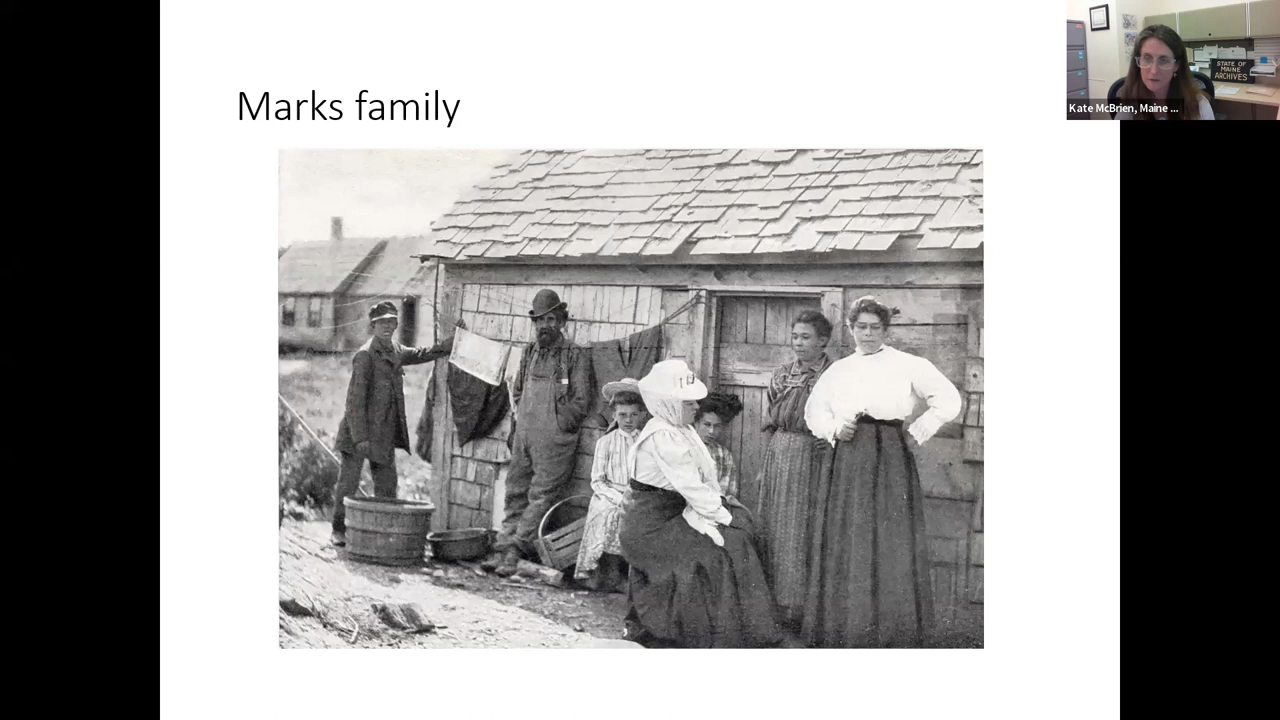 Marks family
STATE OF
MAINE
ARCHIVES
Kate McBrien, Maine ...